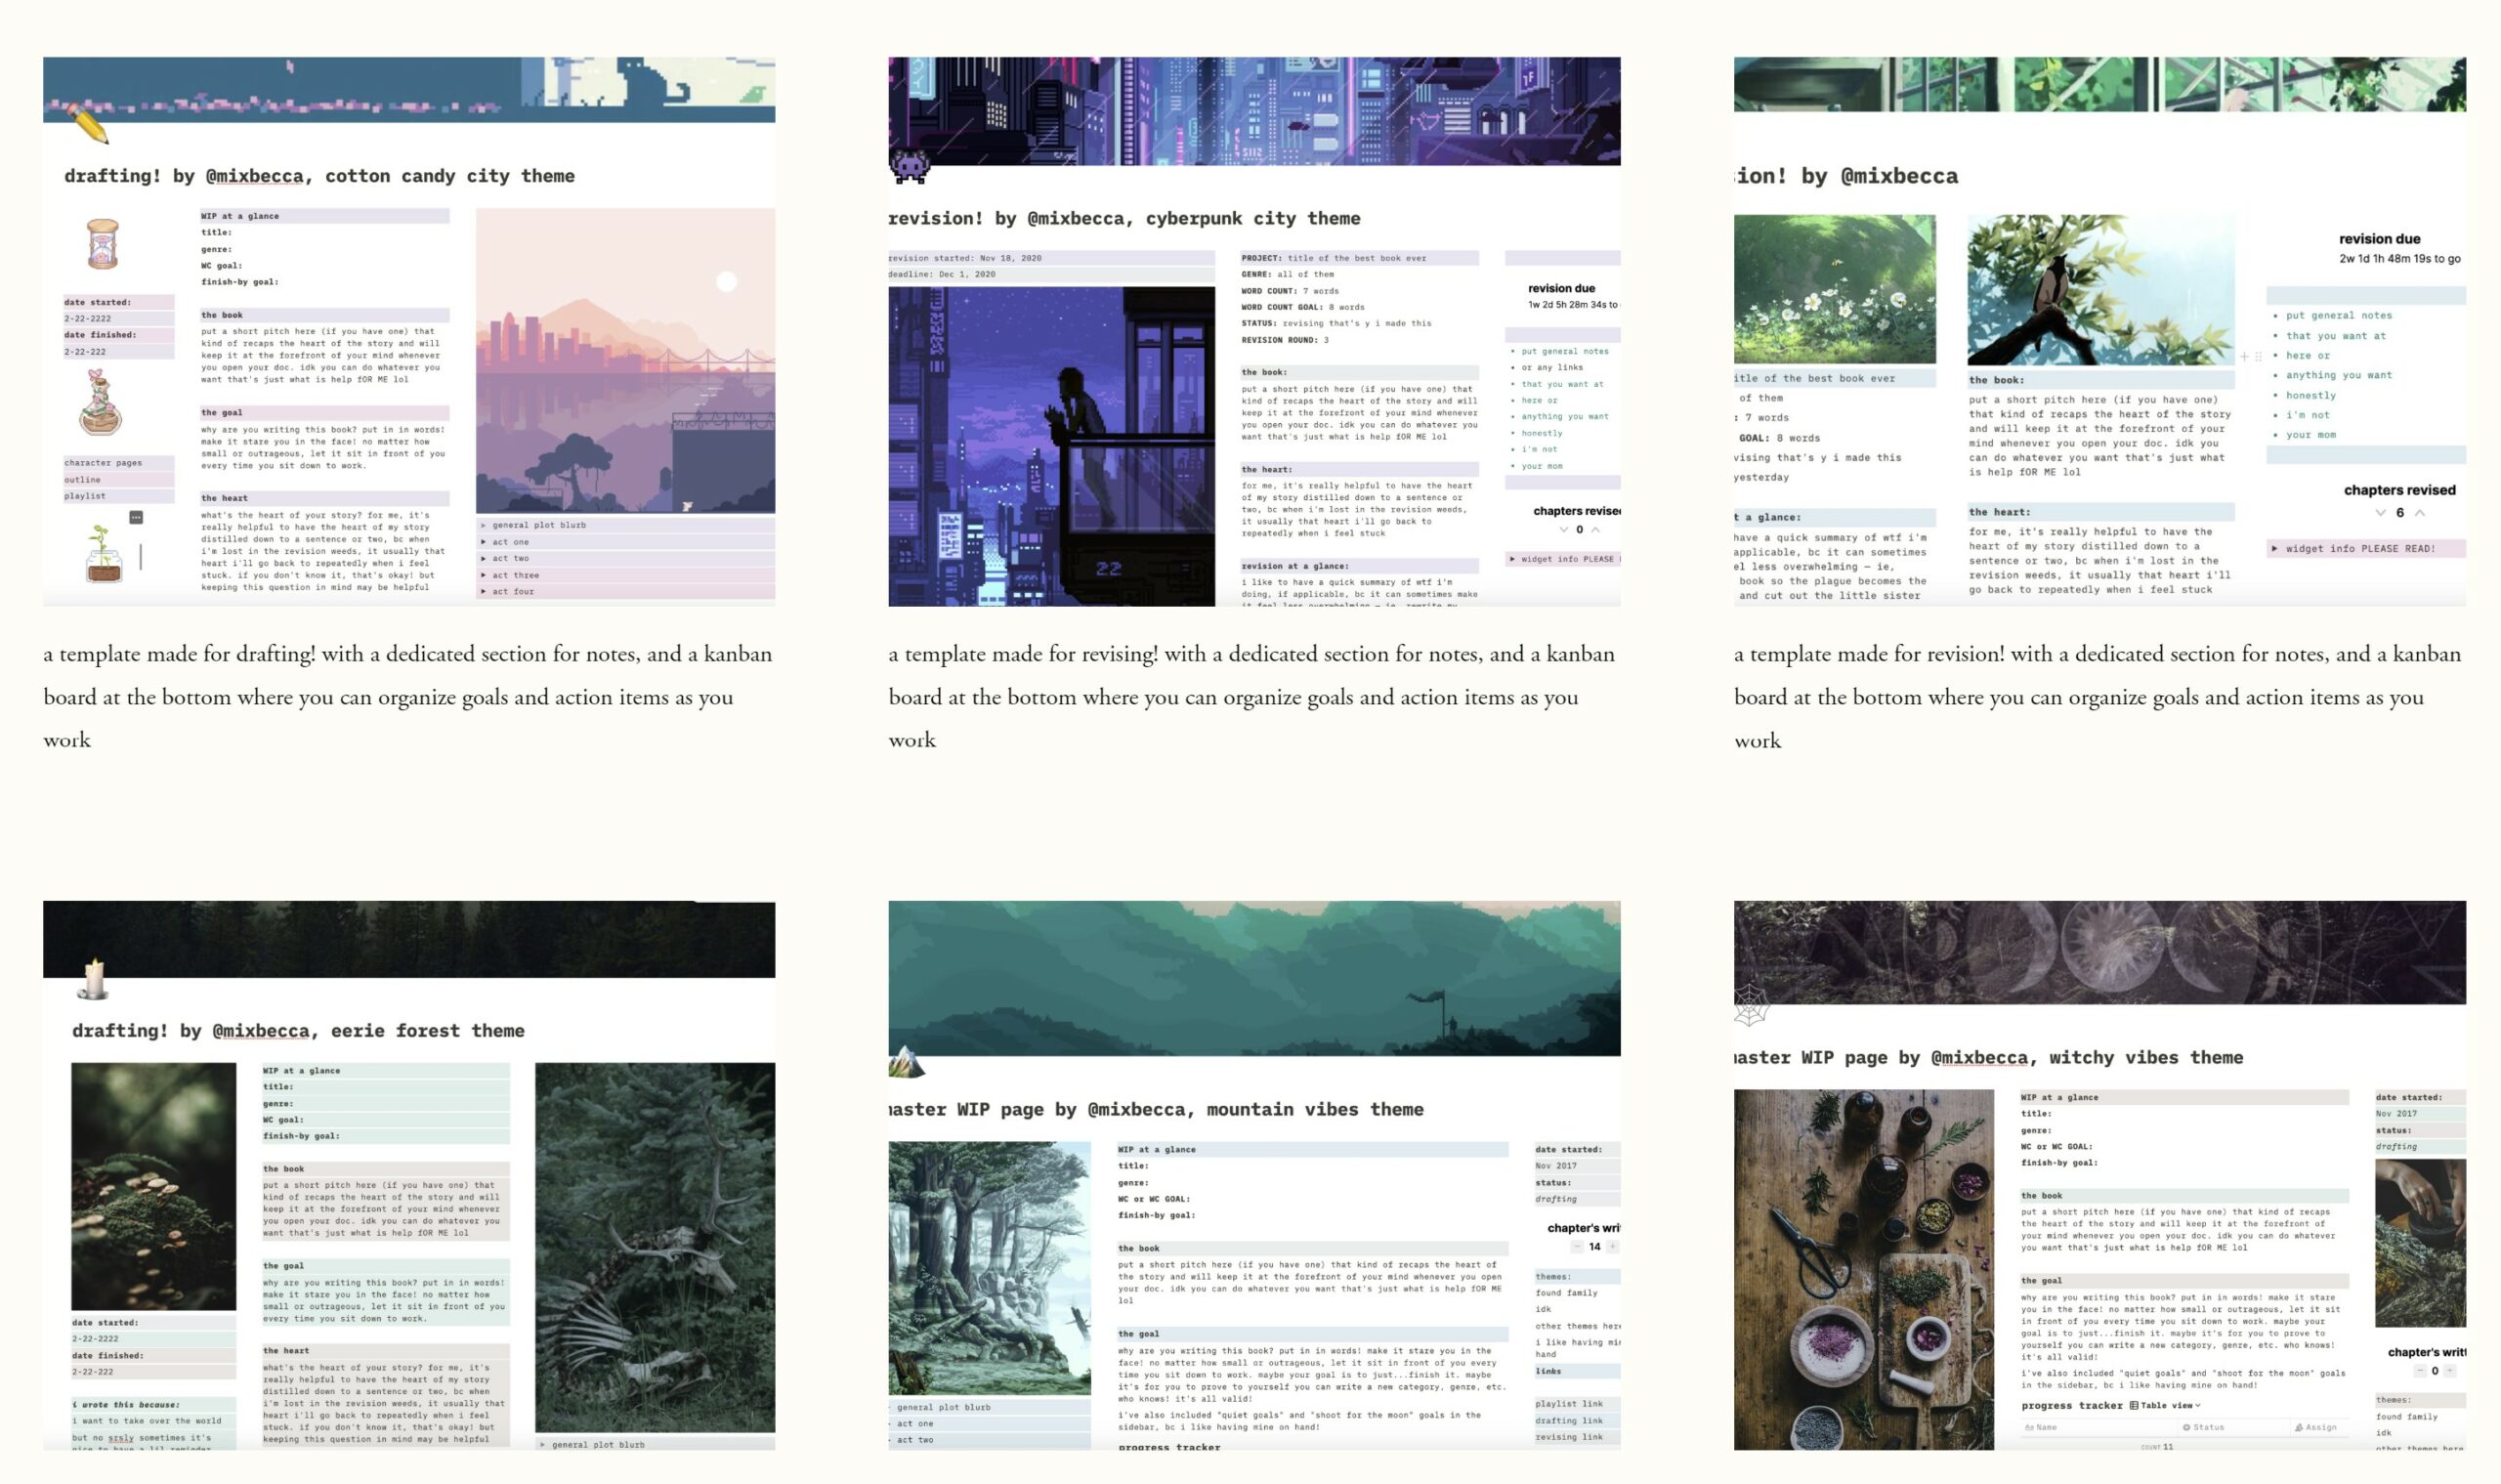 drafting! by @mixbecca, cotton candy city theme
date started:
2-22-2222
date finished:
2-22-222
character pages
outline
playlist
WIP at a glance
title:
genre:
WC goal:
finish-by goal:
the book
put a short pitch here (if you have one) that
kind of recaps the heart of the story and will
keep it at the forefront of your mind whenever
you open your doc. idk you can do whatever you
want that's just what is help fOR ME lol
the goal
why are you writing this book? put in in words!
make it stare you in the face! no matter how
small or outrageous, let it sit in front of you
every time you sit down to work.
the heart
what's the heart of your story? for me, it's
really helpful to have the heart of my story
distilled down to a sentence or two, bc when
i'm lost in the revision weeds, it usually that
heart i'll go back to repeatedly when i feel
stuck. if you don't know it, that's okay! but
keeping this question in mind may be helpful
general plot blurb
act one
act two
act three
act four
a template made for drafting! with a dedicated section for notes, and a kanban
board at the bottom where you can organize goals and action items as you
work
revision! by @mixbecca, cyberpunk city theme
revision started: Nov 18, 2020
deadline: Dec 1, 2020
22
PROJECT: title of the best book ever
GENRE: all of them
WORD COUNT: 7 words
WORD COUNT GOAL: 8 words
STATUS: revising that's y i made this
REVISION ROUND: 3
the book:
put a short pitch here (if you have one) that
kind of recaps the heart of the story and will
keep it at the forefront of your mind whenever
you open your doc. idk you can do whatever you
want that's just what is help fOR ME lol
the heart:
for me, it's really helpful to have the heart
of my story distilled down to a sentence or
two, bc when i'm lost in the revision weeds,
it usually that heart i'll go back to
repeatedly when i feel stuck
revision at a glance:
i like to have a quick summary of wtf i'm
doing, if applicable, bc it can sometimes make
it feel less overwhelming — ie, rewrite my
revision due
1w 2d 5h 28m 34s to
put general notes
or any links
that you want at
here or
anything you want
honestly
i'm not
your mom
chapters revised
0
widget info PLEASE
a template made for revising! with a dedicated section for notes, and a kanban
board at the bottom where you can organize goals and action items as you
work
ion! by @mixbecca
itle of the best book ever
of them
: 7 words
GOAL: 8 words
vising that's y i made this
yesterday
t a glance:
have a quick summary of wtf i'm
applicable, bc it can sometimes
el less overwhelming — ie,
book so the plague becomes the
and cut out the little sister
the book:
put a short pitch here (if you have one)
that kind of recaps the heart of the story
and will keep it at the forefront of your
mind whenever you open your doc. idk you
can do whatever you want that's just what
is help fOR ME lol
the heart:
for me, it's really helpful to have the
heart of my story distilled down to a
sentence or two, bc when i'm lost in the
revision weeds, it usually that heart i'll
go back to repeatedly when i feel stuck
revision due
2w 1d 1h 48m 19s to go
put general notes
that you want at
here or
anything you want
honestly
i'm not
your mom
chapters revised
6
widget info PLEASE READ!
a template made for revision! with a dedicated section for notes, and a kanban
board at the bottom where you can organize goals and action items as you
work
drafting! by @mixbecca, eerie forest theme
date started:
2-22-2222
date finished:
2-22-222
i wrote this because:
i want to take over the world
but no srsly sometimes it's
nice to have a lil reminder
WIP at a glance
title:
genre:
WC goal:
finish-by goal:
the book
put a short pitch here (if you have one) that
kind of recaps the heart of the story and will
keep it at the forefront of your mind whenever
you open your doc. idk you can do whatever you
want that's just what is help fOR ME lol
the goal
why are you writing this book? put in in words!
make it stare you in the face! no matter how
small or outrageous, let it sit in front of you
every time you sit down to work.
the heart
what's the heart of your story? for me, it's
really helpful to have the heart of my story
distilled down to a sentence or two, bc when
i'm lost in the revision weeds, it usually that
heart i'll go back to repeatedly when i feel
stuck. if you don't know it, that's okay! but
keeping this question in mind may be helpful
general plot blurb
master WIP page by @mixbecca, mountain vibes theme
general plot blurb
act one
act two
WIP at a glance
title:
genre:
WC or WC GOAL:
finish-by goal:
the book
put a short pitch here (if you have one) that kind of recaps the heart of
the story and will keep it at the forefront of your mind whenever you open
your doc. idk you can do whatever you want that's just what is help fOR ME
lol
the goal
why are you writing this book? put in in words! make it stare you in the
face! no matter how small or outrageous, let it sit in front of you every
time you sit down to work. maybe your goal is to just...finish it. maybe
it's for you to prove to yourself you can write a new category, genre, etc.
who knows! it's all valid!
i've also included "quiet goals" and "shoot for the moon" goals in the
sidebar, bc i like having mine on hand!
progress tracker
date started:
Nov 2017
status:
drafting
chapter's writ
14
themes:
found family
idk
other themes here
i like having min
hand
links
playlist link
drafting link
revising link
master WIP page by @mixbecca, witchy vibes theme
WIP at a glance
title:
genre:
WC or WC GOAL:
finish-by goal:
the book
put a short pitch here (if you have one) that kind of recaps
the heart of the story and will keep it at the forefront of
your mind whenever you open your doc. idk you can do whatever
you want that's just what is help fOR ME lol
the goal
why are you writing this book? put in in words! make it stare
you in the face! no matter how small or outrageous, let it sit
in front of you every time you sit down to work. maybe your
goal is to just...finish it. maybe it's for you to prove to
yourself you can write a new category, genre, etc. who knows!
it's all valid!
i've also included "quiet goals" and "shoot for the moon" goals
in the sidebar, bc i like having mine on hand!
progress tracker Table view
Name Status Assign
COUNT 11
date started:
Nov 2017
status:
drafting
chapter's writt
0
themes:
found family
idk
other themes here